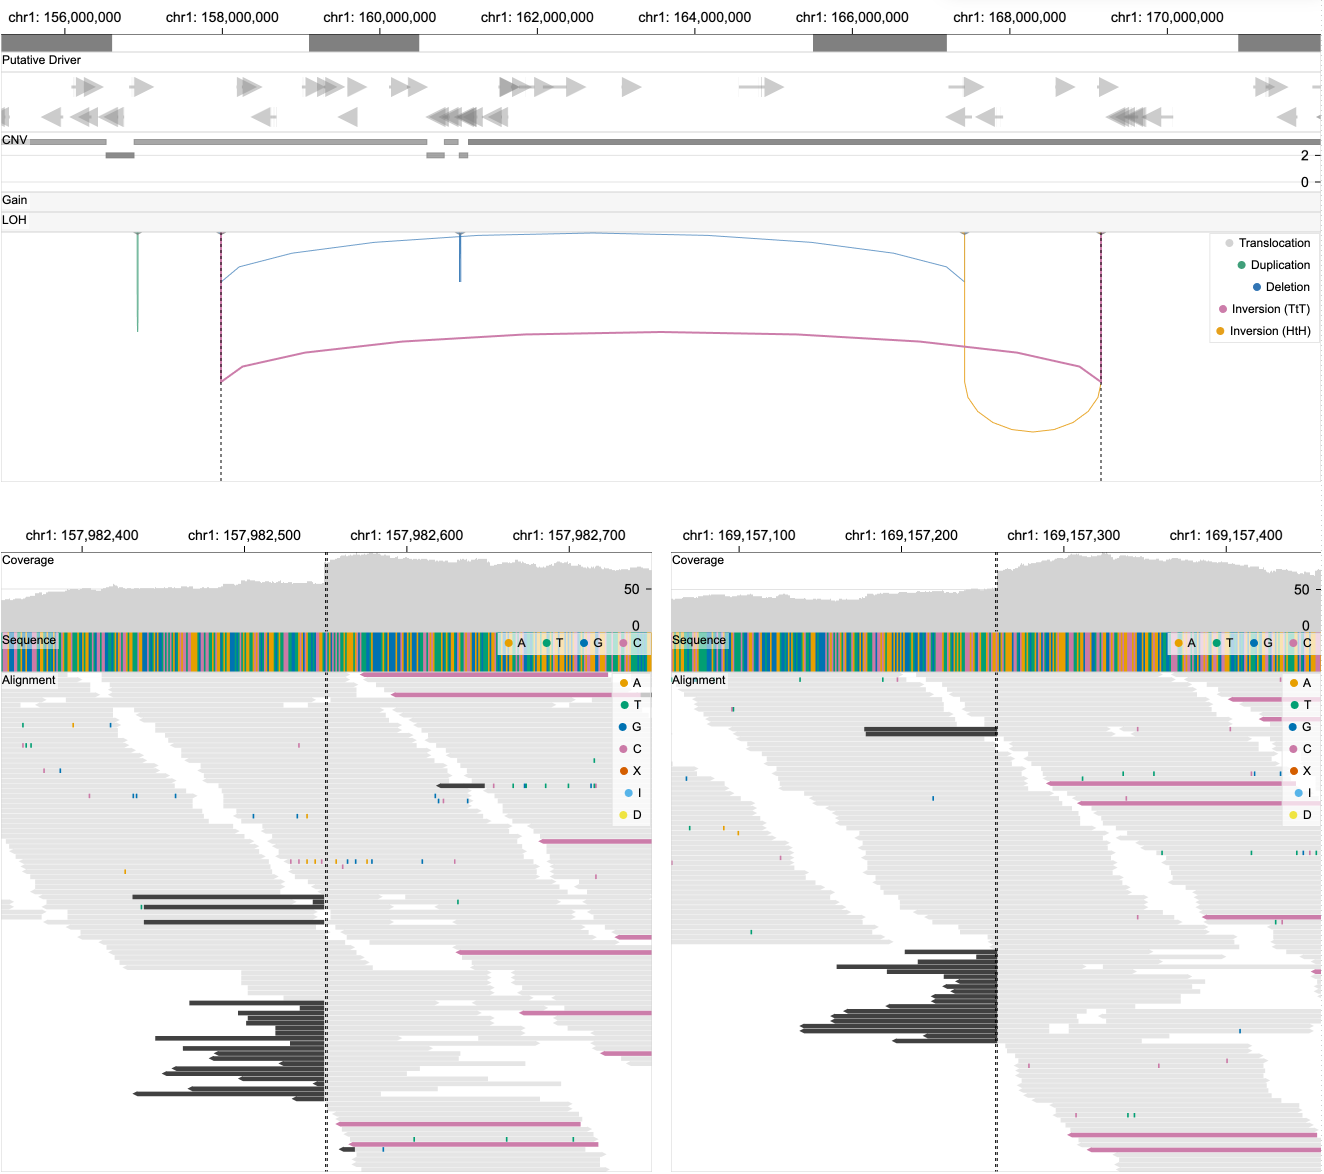 chr1: 156,000,000 chr1: 158,000,000 chr1: 160,000,000 chr1: 162,000,000 chr1: 164,000,000 chr1: 166,000,000 chr1: 168,000,000 chr1: 170,000,000
Putative Driver
CNV
2
0
Gain
LOH
Translocation
Duplication
Deletion
Inversion (TtT)
Inversion (HtH)
chr1: 157,982,400 chr1: 157,982,500 chr1: 157,982,600 chr1: 157,982,700
Coverage
50
0
Sequence
A T G C
Alignment
A
T
G
C
X
I
D
chr1: 169,157,100 chr1: 169,157,200 chr1: 169,157,300 chr1: 169,157,400
Coverage
50
0
Sequence
A T G C
Alignment
A
T
G
C
X
I
D